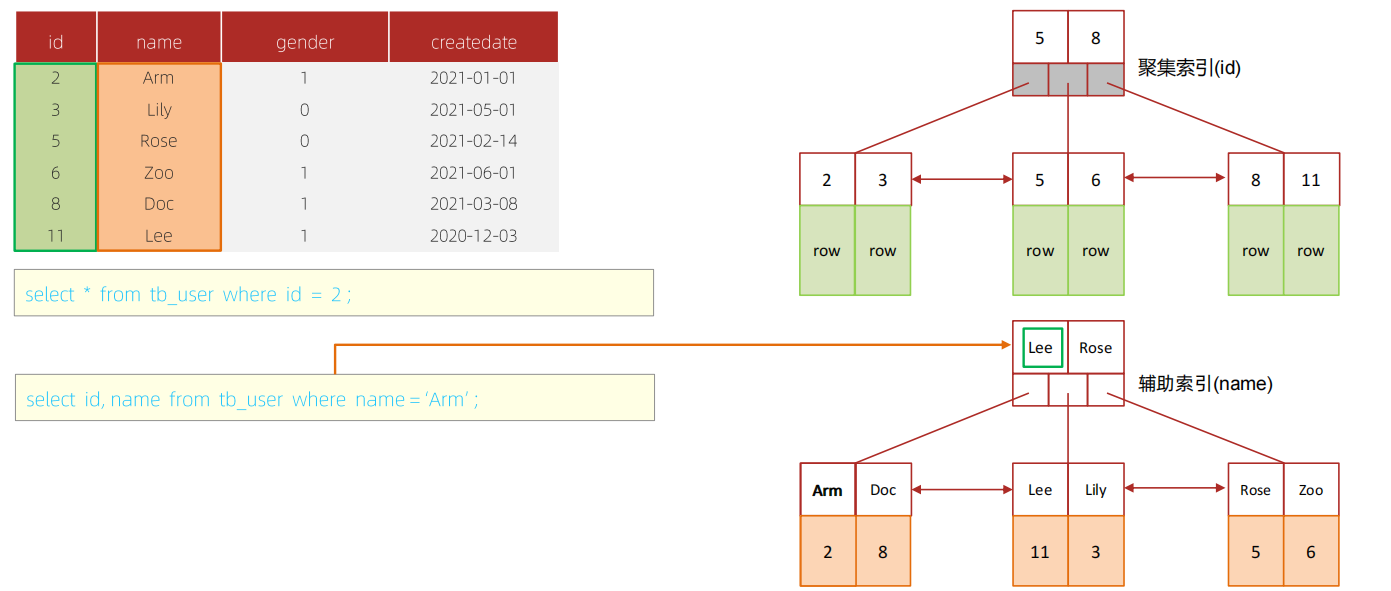 id name gender createdate
2 Arm 1 2021-01-01
3 Lily 0 2021-05-01
5 Rose 0 2021-02-14
6 Zoo 1 2021-06-01
8 Doc 1 2021-03-08
11 Lee 1 2020-12-03
select * from tb_user where id = 2 ;
select id, name from tb_user where name = ‘Arm’ ;
5 8
聚集索引(id)
2 3 5 6 8 11
row row row row row row
Lee Rose
辅助索引(name)
Arm Doc Lee Lily Rose Zoo
2 8 11 3 5 6